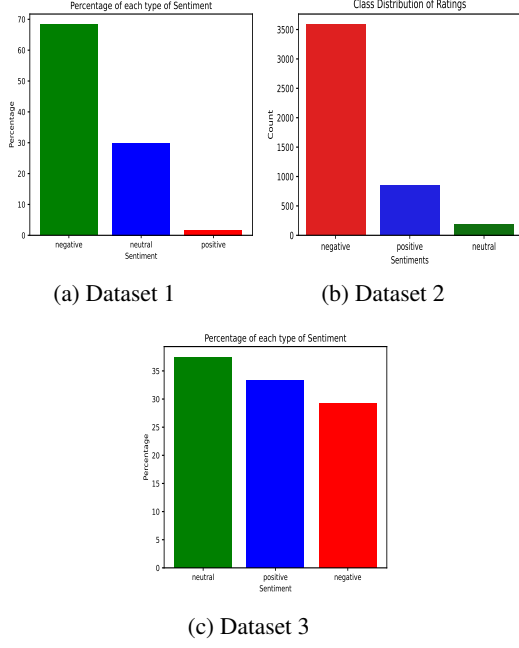 Percentage of each type of Sentiment
70
60
50
40
30
20
10
0
Percentage
negative neutral positive
Sentiment
(a) Dataset 1
Class Distribution of Ratings
3500
3000
2500
2000
1500
1000
500
0
Count
negative positive neutral
Sentiments
(b) Dataset 2
Percentage of each type of Sentiment
35
30
25
20
15
10
5
0
Percentage
neutral positive negative
Sentiment
(c) Dataset 3